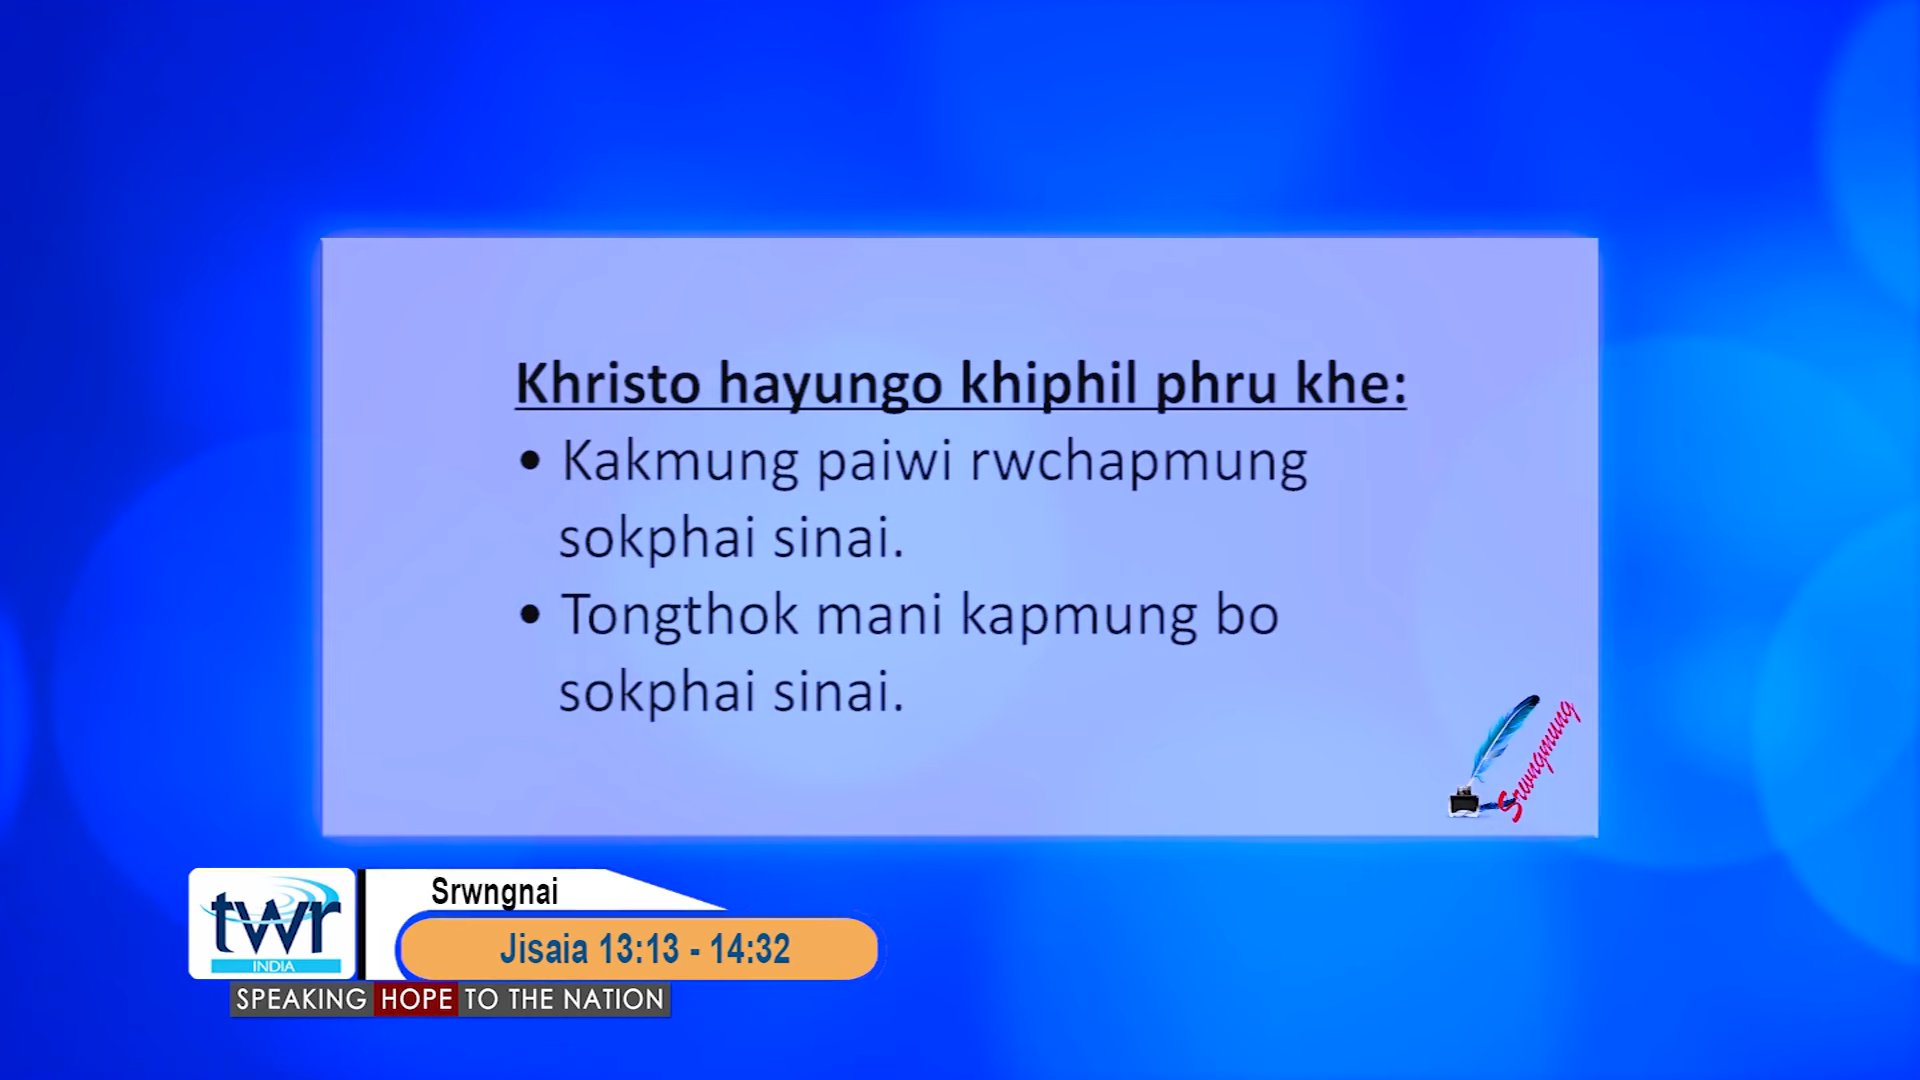 Khristo hayungo khiphil phru khe:
• Kakmung paiwi rwchapmung
sokphai sinai.
• Tongthok mani kapmung bo
sokphai sinai.
Srwngmung
twr
INDIA
Srwngnai
Jisaia 13:13 - 14:32
SPEAKING HOPE TO THE NATION